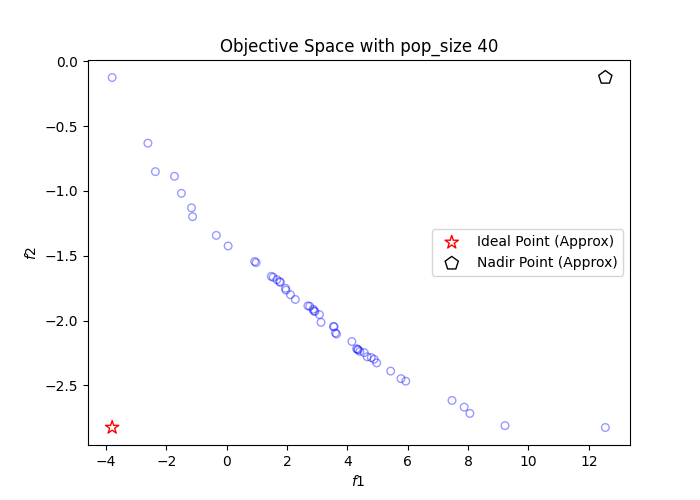 Objective Space with pop_size 40
0.0
−0.5
−1.0
−1.5
−2.0
−2.5
f2
Ideal Point (Approx)
Nadir Point (Approx)
−4 −2 0 2 4 6 8 10 12
f1